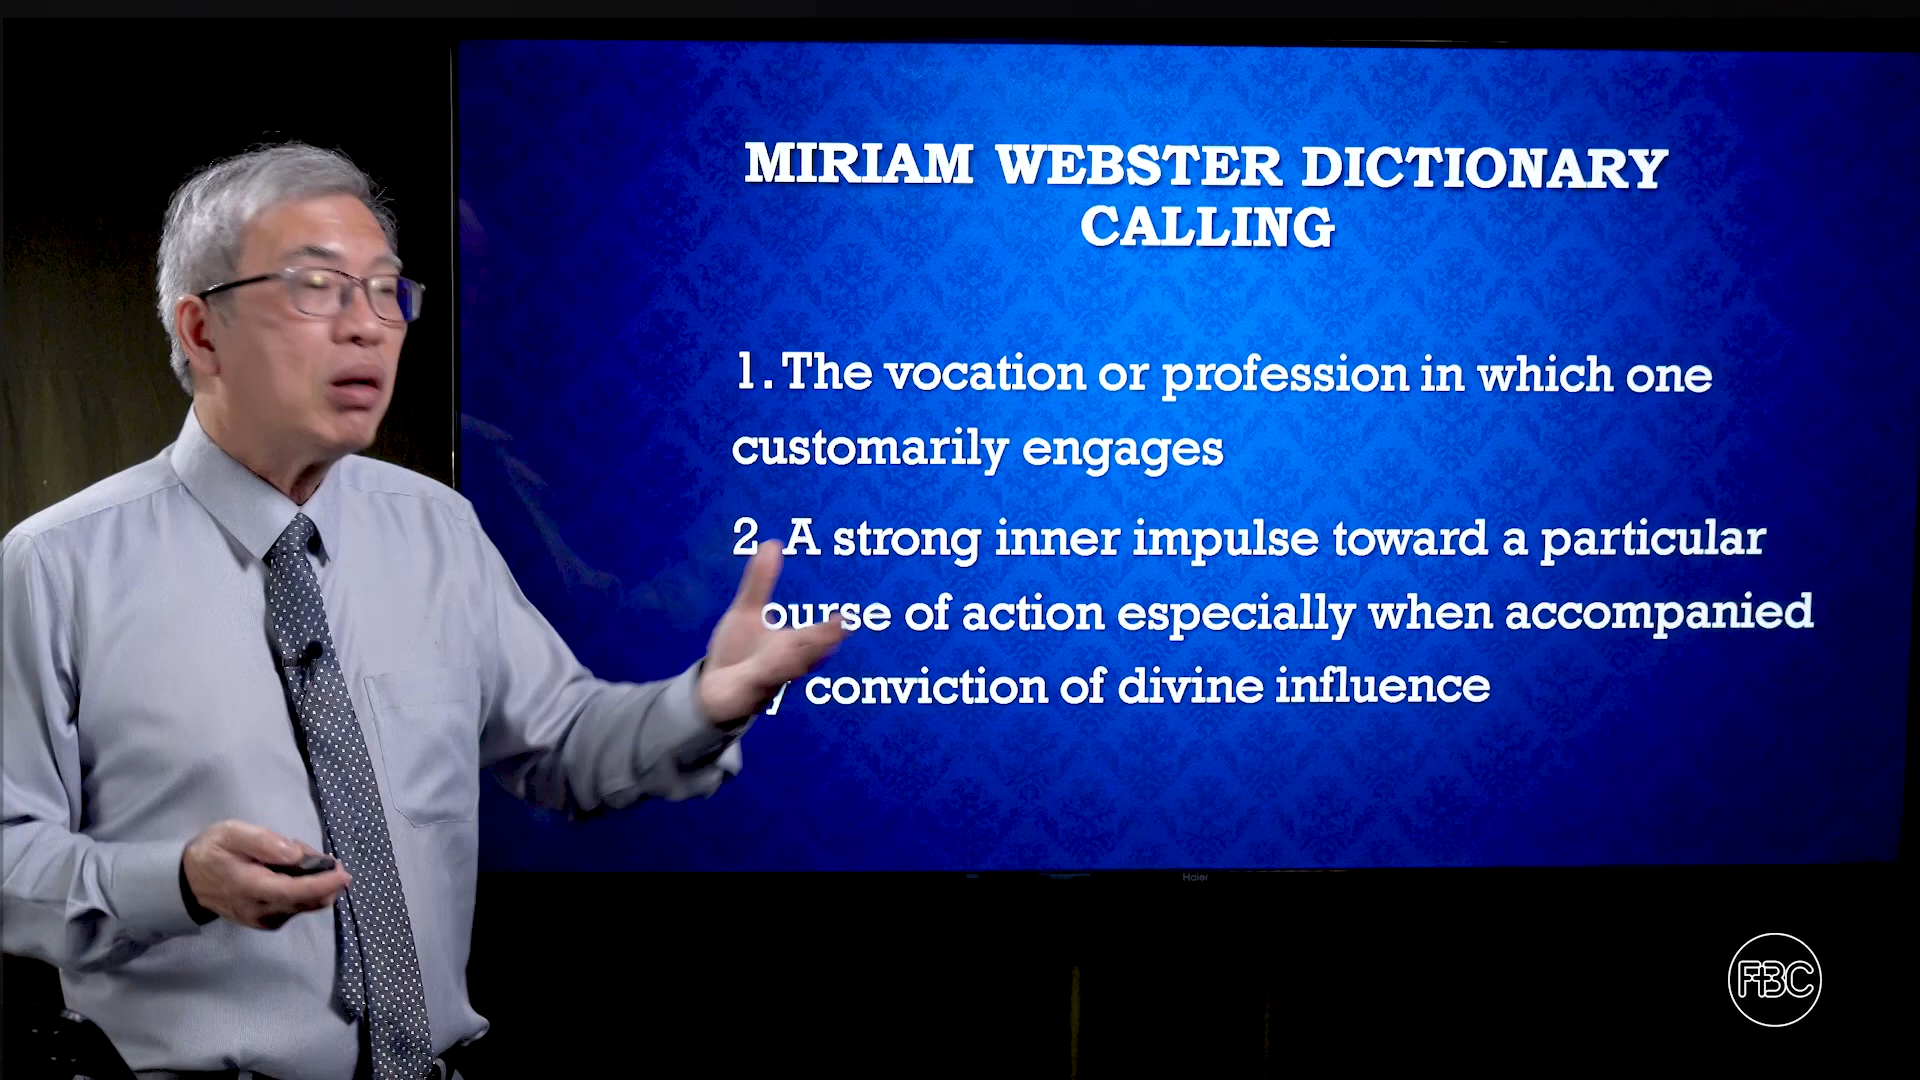 MIRIAM WEBSTER DICTIONARY
CALLING
1. The vocation or profession in which one
customarily engages
2. A strong inner impulse toward a particular
ourse of action especially when accompanied
y conviction of divine influence
Haier
FBC